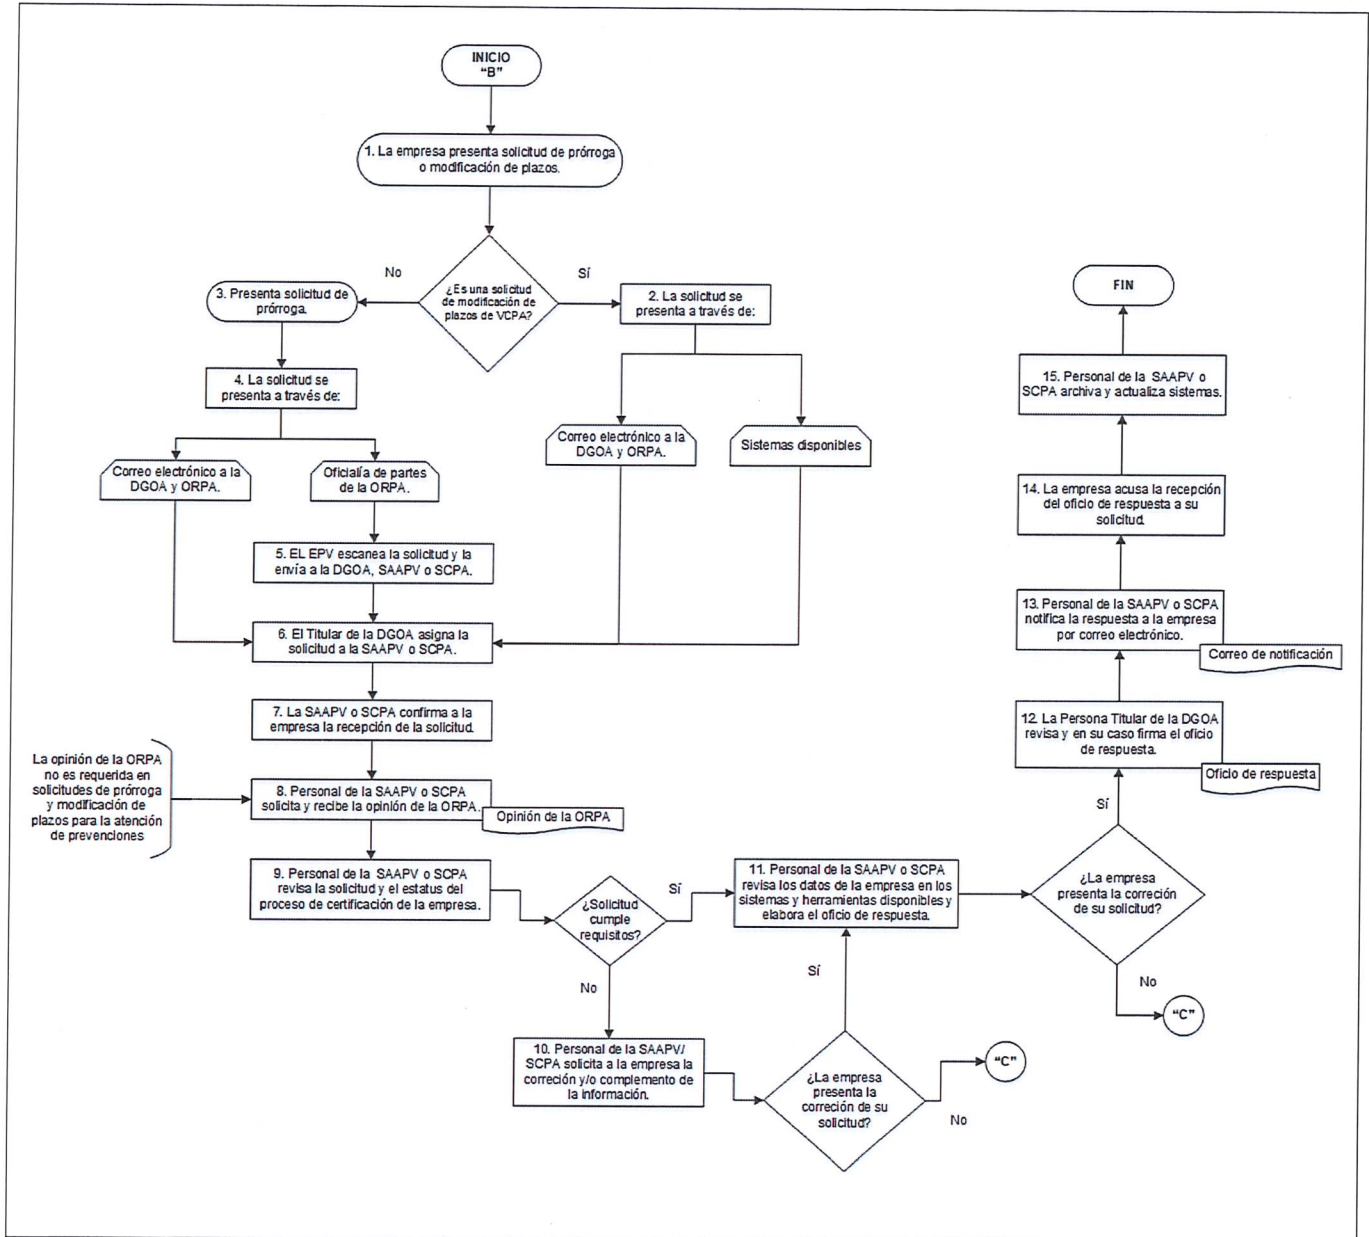 INICIO
"B"
1. La empresa presenta solicitud de prórroga
o modificación de plazos.
¿Es una solicitud
de modificación de
plazos de VCPA?
No
Sí
3. Presenta solicitud de
prórroga.
2. La solicitud se
presenta a través de:
4. La solicitud se
presenta a través de:
Correo electrónico a la
DGOA y ORPA.
Oficialía de partes
de la ORPA.
Correo electrónico a la
DGOA y ORPA.
Sistemas disponibles
5. EL EPV escanea la solicitud y la
envía a la DGOA, SAAPV o SCPA.
6. El Titular de la DGOA asigna la
solicitud a la SAAPV o SCPA.
7. La SAAPV o SCPA confirma a la
empresa la recepción de la solicitud.
La opinión de la ORPA
no es requerida en
solicitudes de prórroga
y modificación de
plazos para la atención
de prevenciones
8. Personal de la SAAPV o SCPA
solicita y recibe la opinión de la ORPA.
Opinión de la ORPA
9. Personal de la SAAPV o SCPA
revisa la solicitud y el estatus del
proceso de certificación de la empresa.
¿Solicitud
cumple
requisitos?
Sí
No
10. Personal de la SAAPV/
SCPA solicita a la empresa la
correción y/o complemento de
la información.
¿La empresa
presenta la
correción de su
solicitud?
Sí
No
"C"
11. Personal de la SAAPV o SCPA
revisa los datos de la empresa en los
sistemas y herramientas disponibles y
elabora el oficio de respuesta.
¿La empresa
presenta la correción
de su solicitud?
Sí
No
"C"
12. La Persona Titular de la DGOA
revisa y en su caso firma el oficio
de respuesta.
Oficio de respuesta
13. Personal de la SAAPV o SCPA
notifica la respuesta a la empresa
por correo electrónico.
Correo de notificación
14. La empresa acusa la recepción
del oficio de respuesta a su
solicitud.
15. Personal de la SAAPV o
SCPA archiva y actualiza sistemas.
FIN